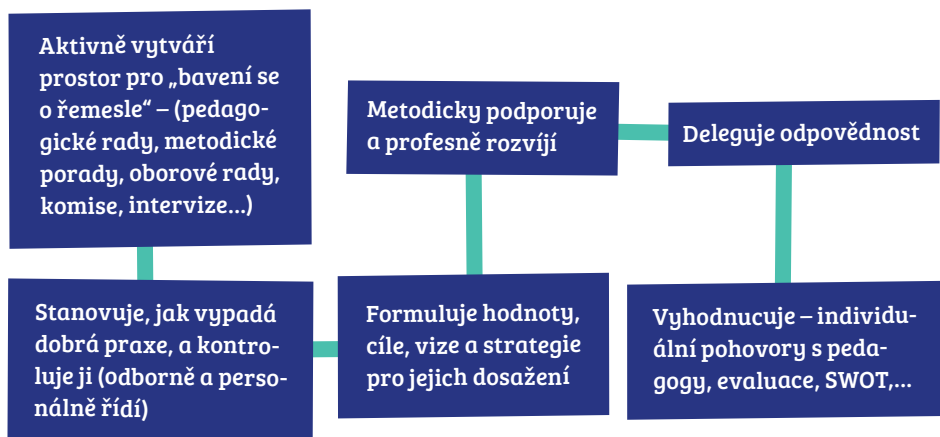 Aktivně vytváří
prostor pro „bavení se
o řemesle“ – (pedago-
gické rady, metodické
porady, oborové rady,
komise, intervize...)
Stanovuje, jak vypadá
dobrá praxe, a kontro-
luje ji (odborně a perso-
nálně řídí)
Formuluje hodnoty,
cíle, vize a strategie
pro jejich dosažení
Metodicky podporuje
a profesně rozvíjí
Deleguje odpovědnost
Vyhodnucuje – individu-
ální pohovory s peda-
gogy, evaluace, SWOT,...